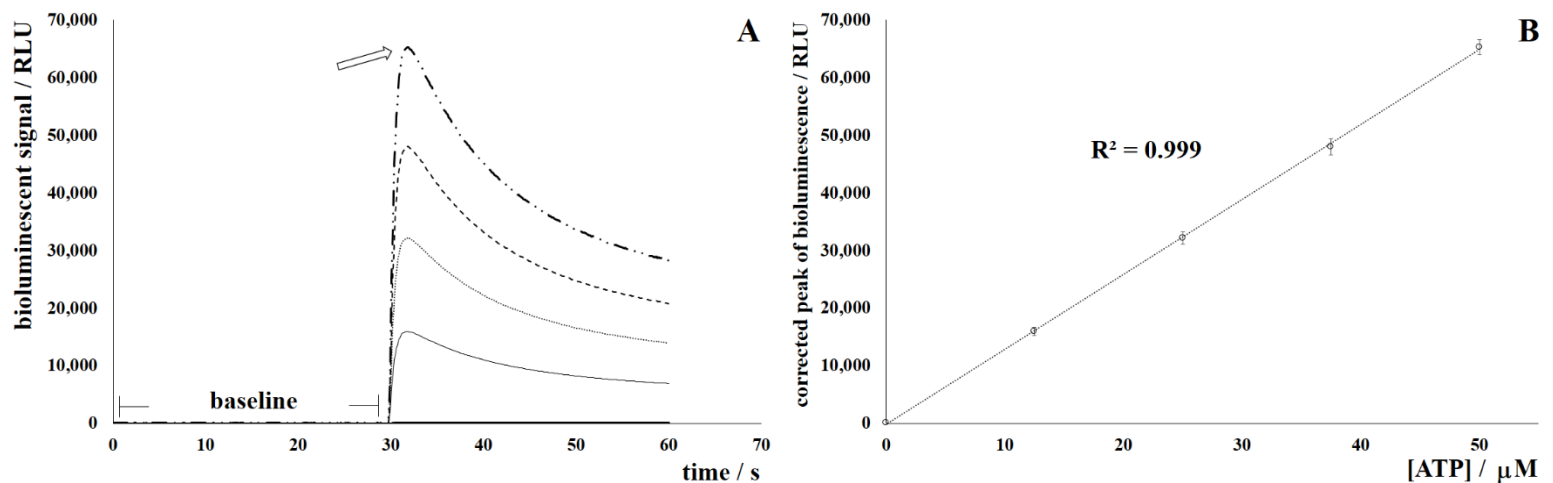 A
bioluminescent signal / RLU
70,000
60,000
50,000
40,000
30,000
20,000
10,000
0
baseline
0 10 20 30 40 50 60 70
time / s
B
corrected peak of bioluminescence / RLU
70,000
60,000
50,000
40,000
30,000
20,000
10,000
0
R² = 0.999
0 10 20 30 40 50
[ATP] / μM